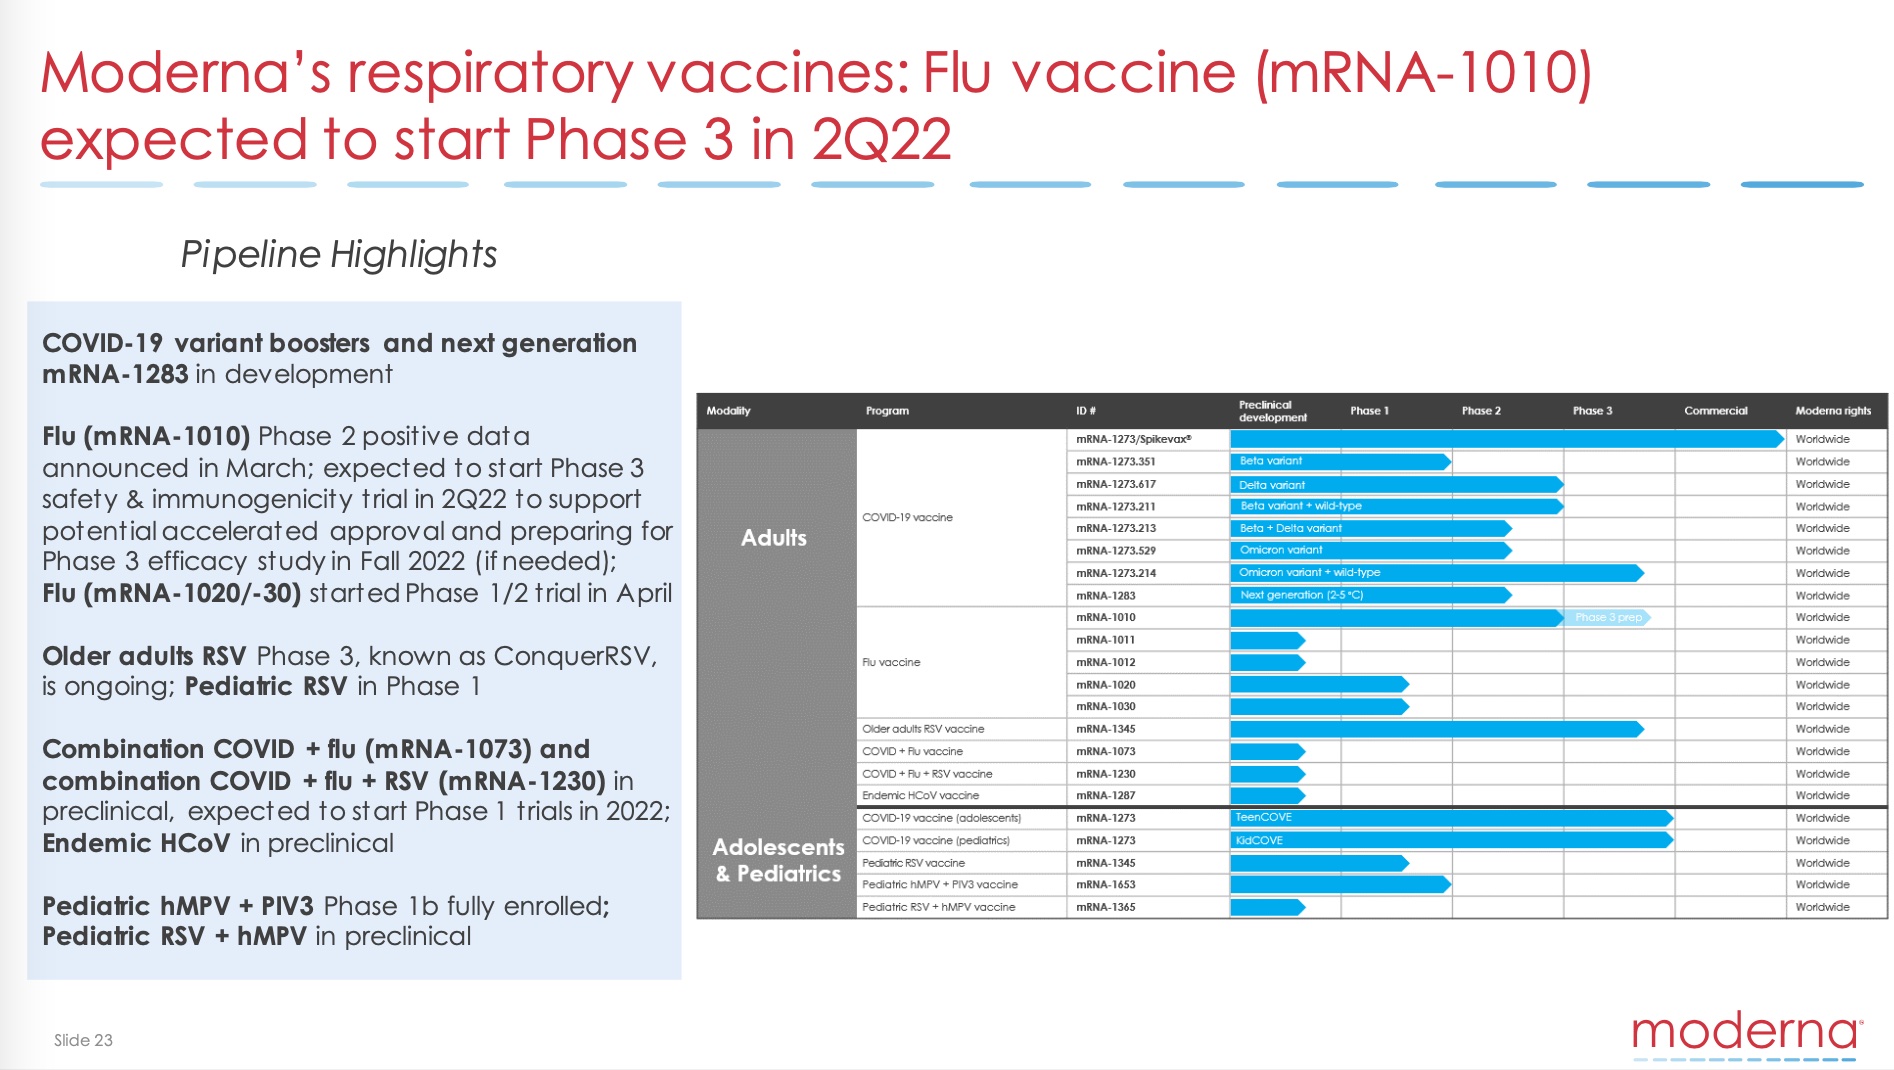 Moderna’s respiratory vaccines: Flu vaccine (mRNA-1010)
expected to start Phase 3 in 2Q22
Pipeline Highlights
COVID-19 variant boosters and next generation
mRNA-1283 in development
Flu (mRNA-1010) Phase 2 positive data
announced in March; expected to start Phase 3
safety & immunogenicity trial in 2Q22 to support
potential accelerated approval and preparing for
Phase 3 efficacy study in Fall 2022 (if needed);
Flu (mRNA-1020/-30) started Phase 1/2 trial in April
Older adults RSV Phase 3, known as ConquerRSV,
is ongoing; Pediatric RSV in Phase 1
Combination COVID + flu (mRNA-1073) and
combination COVID + flu + RSV (mRNA-1230) in
preclinical, expected to start Phase 1 trials in 2022;
Endemic HCoV in preclinical
Pediatric hMPV + PIV3 Phase 1b fully enrolled;
Pediatric RSV + hMPV in preclinical
Modality Program ID # Preclinical development Phase 1 Phase 2 Phase 3 Commercial Moderna rights
Adults
COVID-19 vaccine
mRNA-1273/Spikevax® Worldwide
mRNA-1273.351 Beta variant Worldwide
mRNA-1273.617 Delta variant Worldwide
mRNA-1273.211 Beta variant + wild-type Worldwide
mRNA-1273.213 Beta + Delta variant Worldwide
mRNA-1273.529 Omicron variant Worldwide
mRNA-1273.214 Omicron variant + wild-type Worldwide
mRNA-1283 Next generation (2-5 °C) Worldwide
Flu vaccine
mRNA-1010 Phase 3 prep Worldwide
mRNA-1011 Worldwide
mRNA-1012 Worldwide
mRNA-1020 Worldwide
mRNA-1030 Worldwide
Older adults RSV vaccine mRNA-1345 Worldwide
COVID + Flu vaccine mRNA-1073 Worldwide
COVID + Flu + RSV vaccine mRNA-1230 Worldwide
Endemic HCoV vaccine mRNA-1287 Worldwide
Adolescents
& Pediatrics
COVID-19 vaccine (adolescents) mRNA-1273 TeenCOVE Worldwide
COVID-19 vaccine (pediatrics) mRNA-1273 KidCOVE Worldwide
Pediatric RSV vaccine mRNA-1345 Worldwide
Pediatric hMPV + PIV3 vaccine mRNA-1653 Worldwide
Pediatric RSV + hMPV vaccine mRNA-1365 Worldwide
Slide 23
moderna